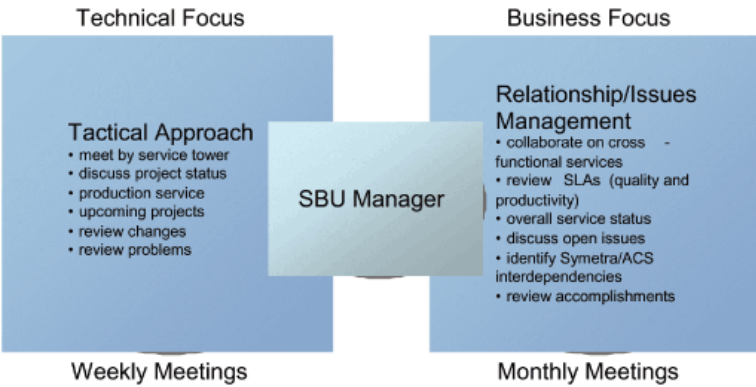 Technical Focus
Business Focus
Tactical Approach
• meet by service tower
• discuss project status
• production service
• upcoming projects
• review changes
• review problems
SBU Manager
Relationship/Issues
Management
• collaborate on cross -
functional services
• review SLAs (quality and
productivity)
• overall service status
• discuss open issues
• identify Symetra/ACS
interdependencies
• review accomplishments
Weekly Meetings
Monthly Meetings